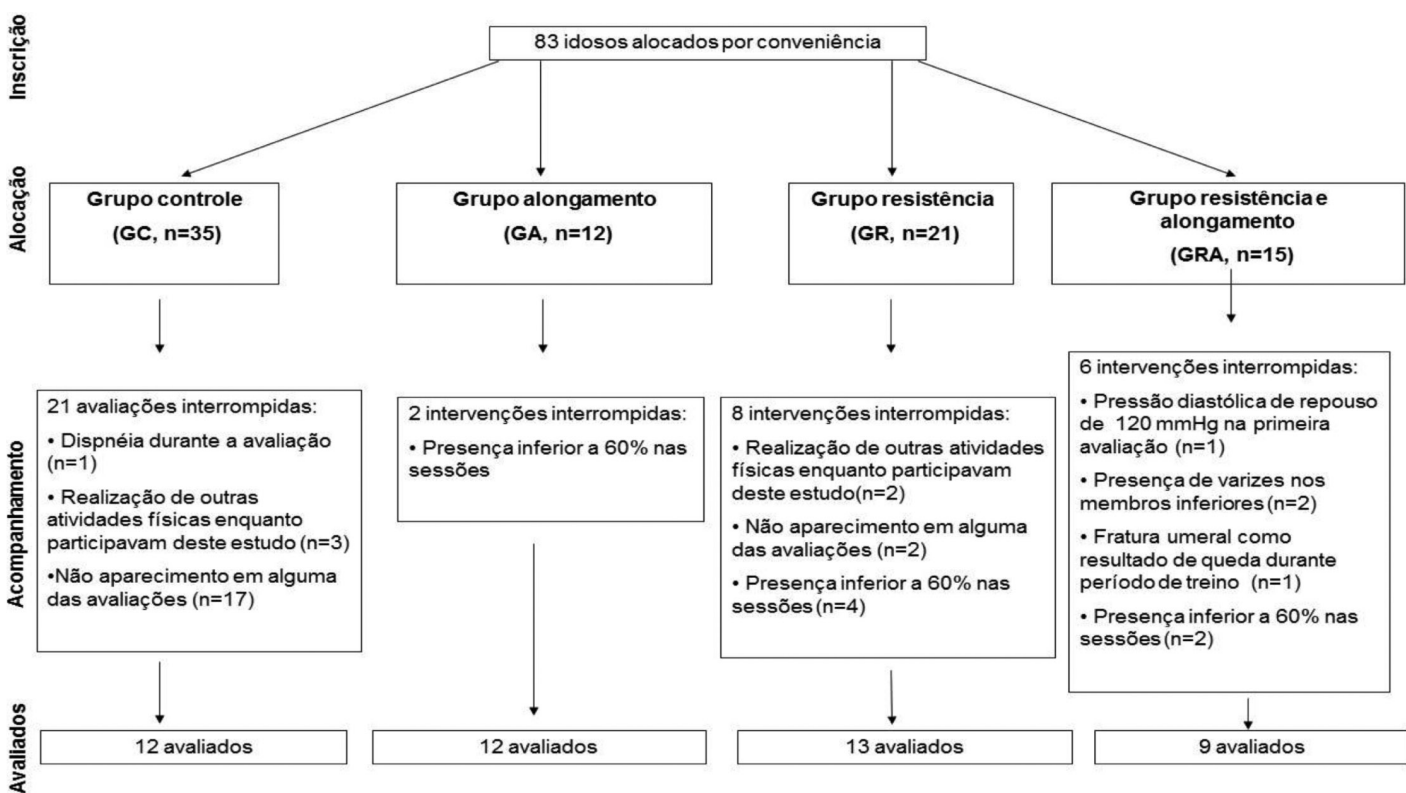 Inscrição
83 idosos alocados por conveniência
Alocação
Grupo controle
(GC, n=35)
Grupo alongamento
(GA, n=12)
Grupo resistência
(GR, n=21)
Grupo resistência e
alongamento
(GRA, n=15)
Acompanhamento
21 avaliações interrompidas:
• Dispnéia durante a avaliação
(n=1)
• Realização de outras
atividades físicas enquanto
participavam deste estudo (n=3)
•Não aparecimento em alguma
das avaliações (n=17)
2 intervenções interrompidas:
• Presença inferior a 60% nas
sessões
8 intervenções interrompidas:
• Realização de outras atividades
físicas enquanto participavam
deste estudo(n=2)
• Não aparecimento em alguma
das avaliações (n=2)
• Presença inferior a 60% nas
sessões (n=4)
6 intervenções interrompidas:
• Pressão diastólica de repouso
de 120 mmHg na primeira
avaliação (n=1)
• Presença de varizes nos
membros inferiores (n=2)
• Fratura umeral como
resultado de queda durante
período de treino (n=1)
• Presença inferior a 60% nas
sessões (n=2)
Avaliados
12 avaliados
12 avaliados
13 avaliados
9 avaliados